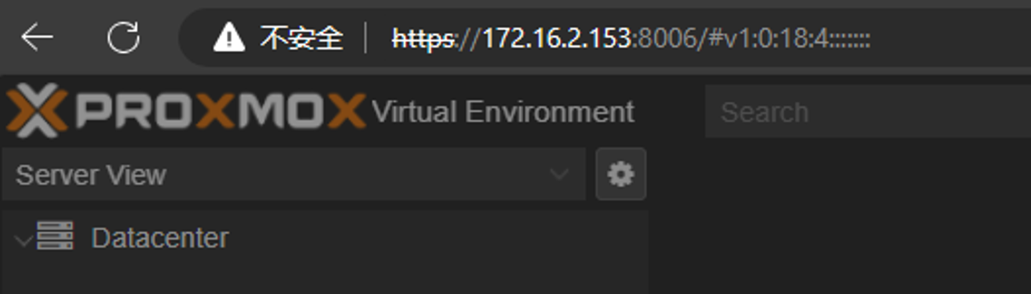 不安全 https://172.16.2.153:8006/#v1:0:18:4:::::::
PROXMOX Virtual Environment Search
Server View
Datacenter